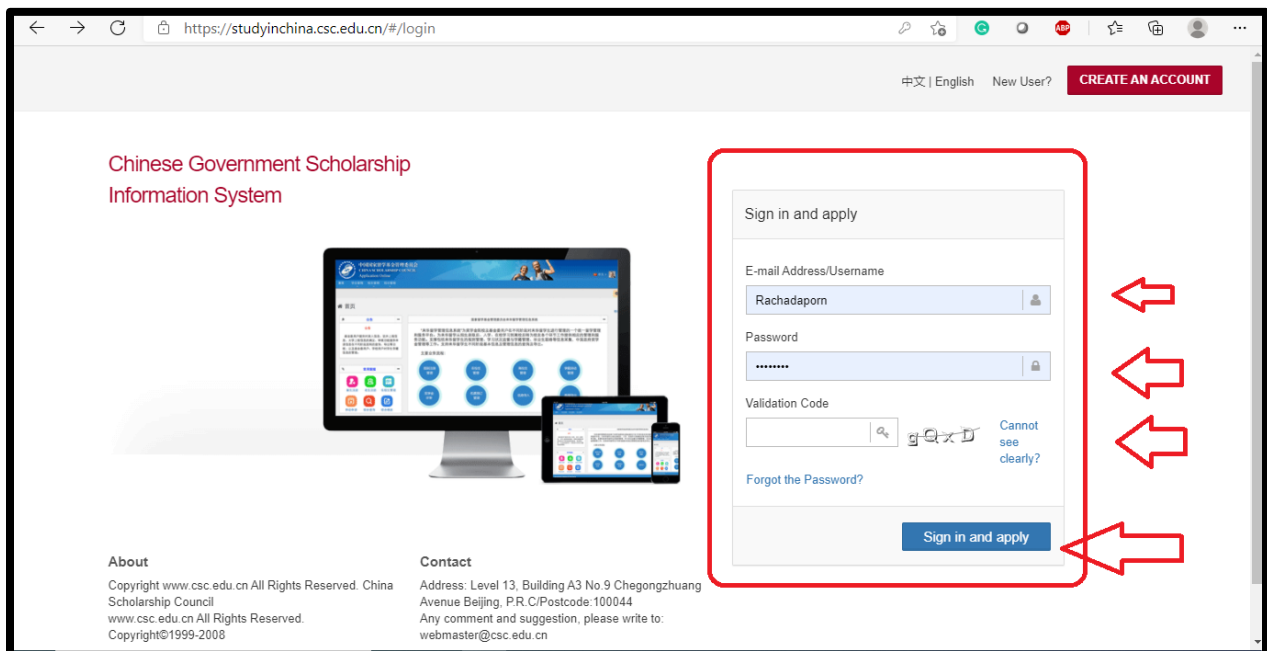 https://studyinchina.csc.edu.cn/#/login
ABP
中文 | English New User? CREATE AN ACCOUNT
Chinese Government Scholarship
Information System
Sign in and apply
E-mail Address/Username
Rachadaporn
Password
••••••••
Validation Code
gQxD
Cannot
see
clearly?
Forgot the Password?
Sign in and apply
About
Copyright www.csc.edu.cn All Rights Reserved. China
Scholarship Council
www.csc.edu.cn All Rights Reserved.
Copyright©1999-2008
Contact
Address: Level 13, Building A3 No.9 Chegongzhuang
Avenue Beijing, P.R.C/Postcode:100044
Any comment and suggestion, please write to:
webmaster@csc.edu.cn